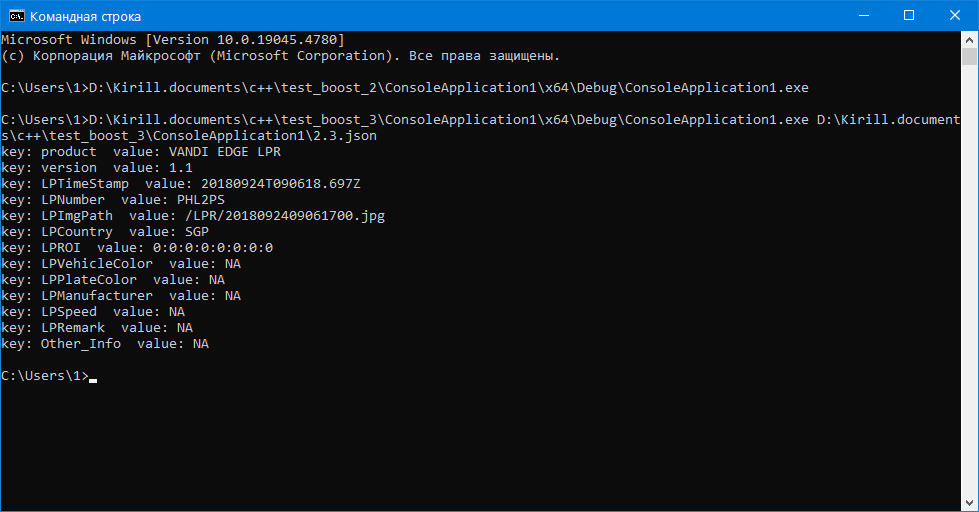 Командная строка
Microsoft Windows [Version 10.0.19045.4780]
(c) Корпорация Майкрософт (Microsoft Corporation). Все права защищены.
C:\Users\1>D:\Kirill.documents\c++\test_boost_2\ConsoleApplication1\x64\Debug\ConsoleApplication1.exe
C:\Users\1>D:\Kirill.documents\c++\test_boost_3\ConsoleApplication1\x64\Debug\ConsoleApplication1.exe D:\Kirill.document
s\c++\test_boost_3\ConsoleApplication1\2.3.json
key: product  value: VANDI EDGE LPR
key: version  value: 1.1
key: LPTimeStamp  value: 20180924T090618.697Z
key: LPNumber  value: PHL2PS
key: LPImgPath  value: /LPR/2018092409061700.jpg
key: LPCountry  value: SGP
key: LPROI  value: 0:0:0:0:0:0:0:0
key: LPVehicleColor  value: NA
key: LPPlateColor  value: NA
key: LPManufacturer  value: NA
key: LPSpeed  value: NA
key: LPRemark  value: NA
key: Other_Info  value: NA
C:\Users\1>